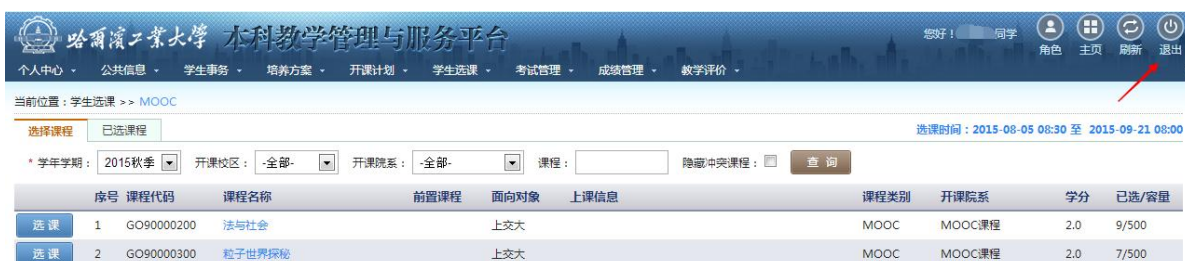 哈爾濱工業大學 本科教学管理与服务平台
您好！ 同学 角色 主页 刷新 退出
个人中心 公共信息 学生事务 培养方案 开课计划 学生选课 考试管理 成绩管理 教学评价
当前位置：学生选课 >> MOOC
选择课程 已选课程 选课时间：2015-08-05 08:30 至 2015-09-21 08:00
* 学年学期： 2015秋季 开课校区： -全部- 开课院系： -全部- 课程： 隐藏冲突课程： 查 询
序号 课程代码 课程名称 前置课程 面向对象 上课信息 课程类别 开课院系 学分 已选/容量
选 课 1 GO90000200 法与社会 上交大 MOOC MOOC课程 2.0 9/500
选 课 2 GO90000300 粒子世界探秘 上交大 MOOC MOOC课程 2.0 7/500